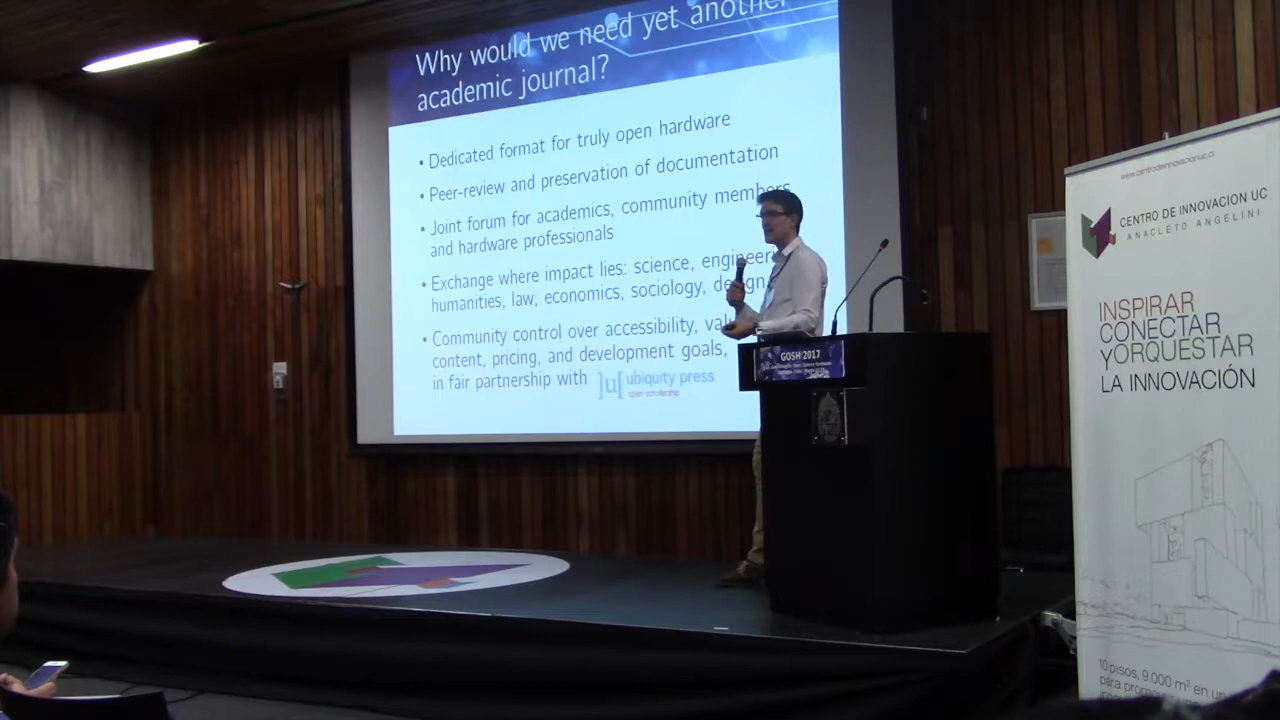 Why would we need yet another
academic journal?
• Dedicated format for truly open hardware
• Peer-review and preservation of documentation
• Joint forum for academics, community members
and hardware professionals
• Exchange where impact lies: science, engineering
humanities, law, economics, sociology, design,
• Community control over accessibility,
content, pricing, and development goals,
in fair partnership with
]u[ ubiquity press
open scholarship
GOSH 2017
www.centrodeinnovacionuc.cl
CENTRO DE INNOVACION UC
ANACLETO ANGELINI
INSPIRAR
CONECTAR
Y ORQUESTAR
LA INNOVACIÓN
10 pisos, 9.000 m² en un